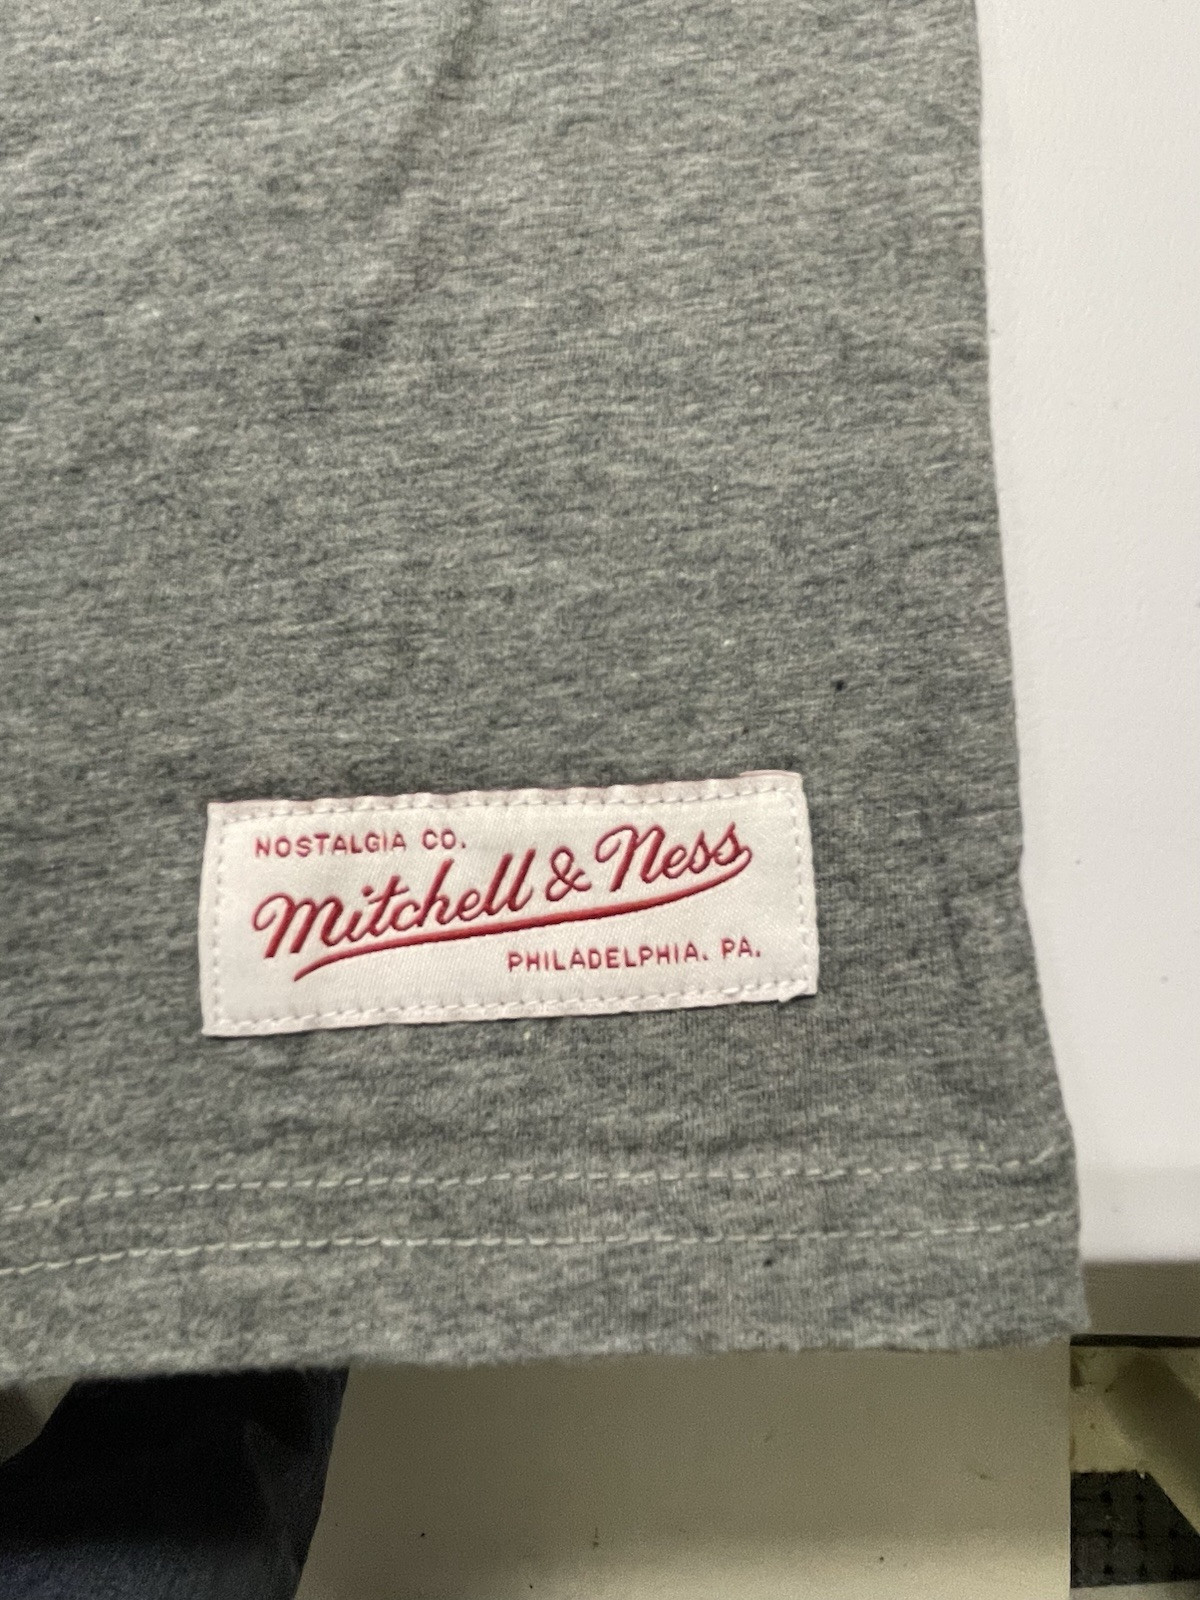 NOSTALGIA CO.
Mitchell & Ness
PHILADELPHIA. PA.